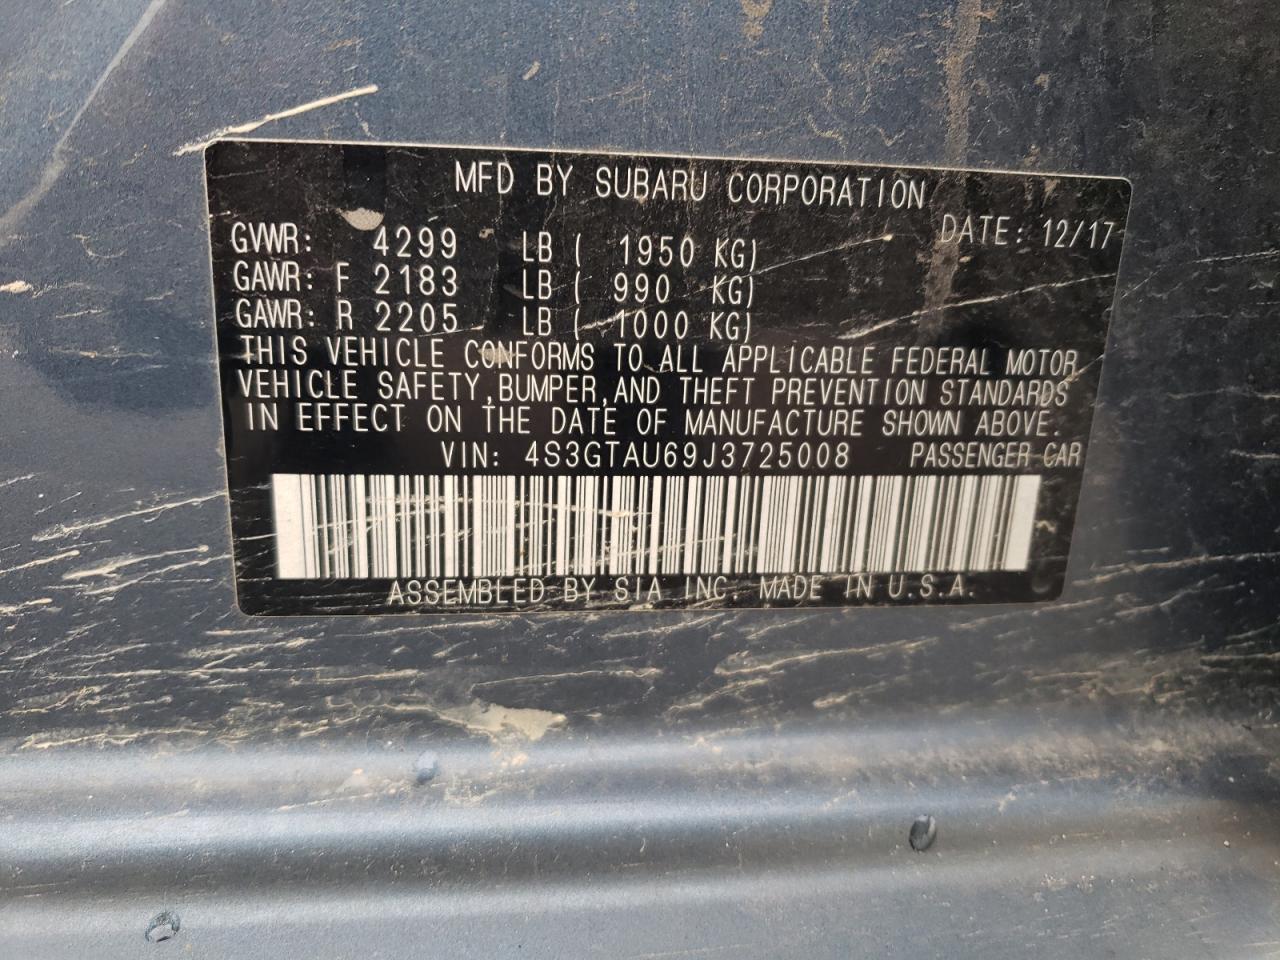 MFD BY SUBARU CORPORATION
DATE: 12/17
GVWR: 4299 LB ( 1950 KG)
GAWR: F 2183 LB ( 990 KG)
GAWR: R 2205 LB ( 1000 KG)
THIS VEHICLE CONFORMS TO ALL APPLICABLE FEDERAL MOTOR
VEHICLE SAFETY, BUMPER, AND THEFT PREVENTION STANDARDS
IN EFFECT ON THE DATE OF MANUFACTURE SHOWN ABOVE.
VIN: 4S3GTAU69J3725008 PASSENGER CAR
ASSEMBLED BY SIA INC. MADE IN U.S.A.